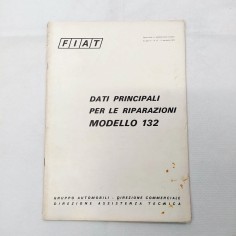 FIAT
DATI PRINCIPALI
PER LE RIPARAZIONI
MODELLO 132
GRUPPO AUTOMOBILI - DIREZIONE COMMERCIALE
DIREZIONE ASSISTENZA TECNICA